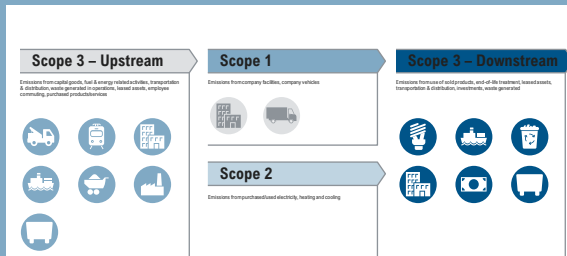 Scope 3 – Upstream
Emissions from capital goods, fuel & energy related activities, transportation
& distribution, waste generated in operations, leased assets, employee
commuting, purchased products/services
Scope 1
Emissions from company facilities, company vehicles
Scope 2
Emissions from purchased/used electricity, heating and cooling
Scope 3 – Downstream
Emissions from use of sold products, end-of-life treatment, leased assets,
transportation & distribution, investments, waste generated